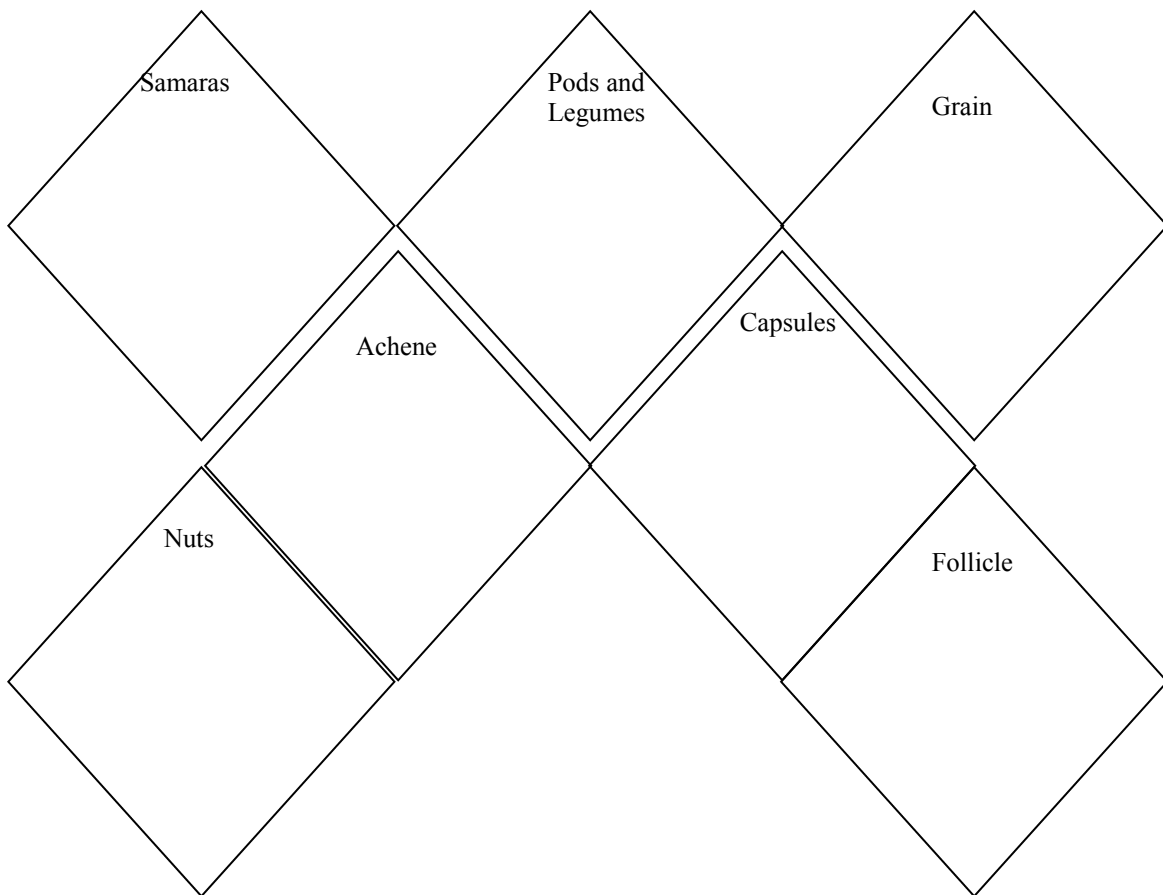 Samaras
Pods and
Legumes
Grain
Achene
Capsules
Nuts
Follicle